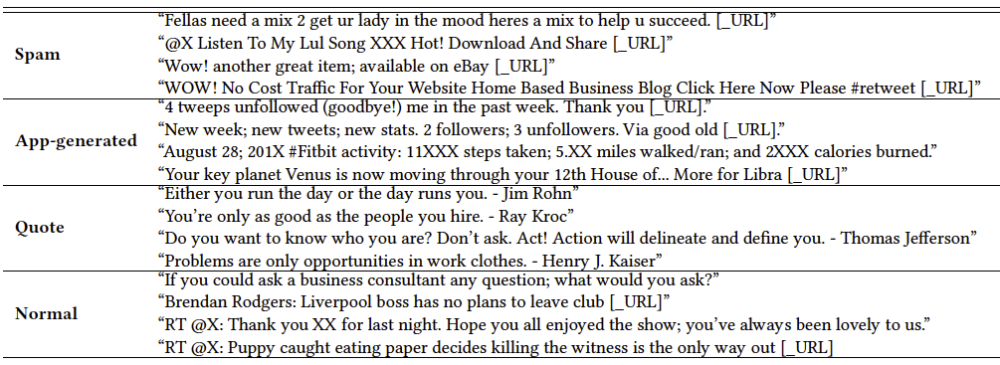 Spam
“Fellas need a mix 2 get ur lady in the mood heres a mix to help u succeed. [_URL]”
“@X Listen To My Lul Song XXX Hot! Download And Share [_URL]”
“Wow! another great item; available on eBay [_URL]”
“WOW! No Cost Traffic For Your Website Home Based Business Blog Click Here Now Please #retweet [_URL]”
App-generated
“4 tweeps unfollowed (goodbye!) me in the past week. Thank you [_URL].”
“New week; new tweets; new stats. 2 followers; 3 unfollowers. Via good old [_URL].”
“August 28; 201X #Fitbit activity: 11XXX steps taken; 5.XX miles walked/ran; and 2XXX calories burned.”
“Your key planet Venus is now moving through your 12th House of... More for Libra [_URL]”
Quote
“Either you run the day or the day runs you. - Jim Rohn”
“You’re only as good as the people you hire. - Ray Kroc”
“Do you want to know who you are? Don’t ask. Act! Action will delineate and define you. - Thomas Jefferson”
“Problems are only opportunities in work clothes. - Henry J. Kaiser”
Normal
“If you could ask a business consultant any question; what would you ask?”
“Brendan Rodgers: Liverpool boss has no plans to leave club [_URL]”
“RT @X: Thank you XX for last night. Hope you all enjoyed the show; you’ve always been lovely to us.”
“RT @X: Puppy caught eating paper decides killing the witness is the only way out [_URL]